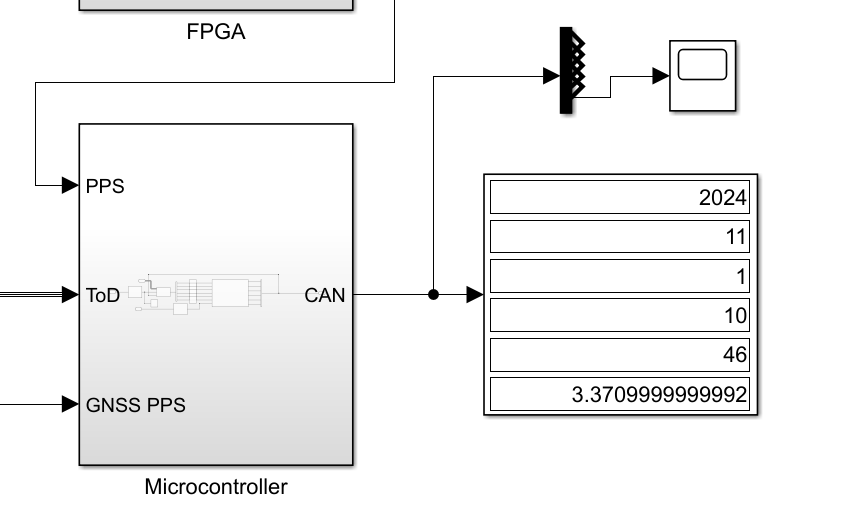 FPGA
PPS
ToD
CAN
GNSS PPS
Microcontroller
2024
11
1
10
46
3.3709999999992